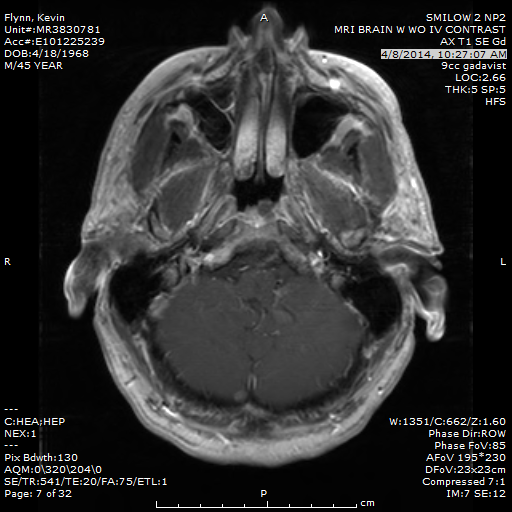 Flynn, Kevin
Unit#:MR3830781
Acc#:E101225239
DOB: 4/18/1968
M/45 YEAR
A
SMILOW 2 NP2
MRI BRAIN W WO IV CONTRAST
AX T1 SE Gd
4/8/2014, 10:27:07 AM
9cc gadavist
LOC:2.66
THK:5 SP:5
HFS
R
L
---
C:HEA;HEP
NEX:1
---
Pix Bdwth:130
AQM:0\320\204\0
SE/TR:541/TE:20/FA:75/ETL:1
Page: 7 of 32
P
cm
W:1351/C:662/Z:1.60
Phase Dir:ROW
Phase FoV:85
AFoV 195*230
DFoV:23x23cm
Compressed 7:1
IM:7 SE:12